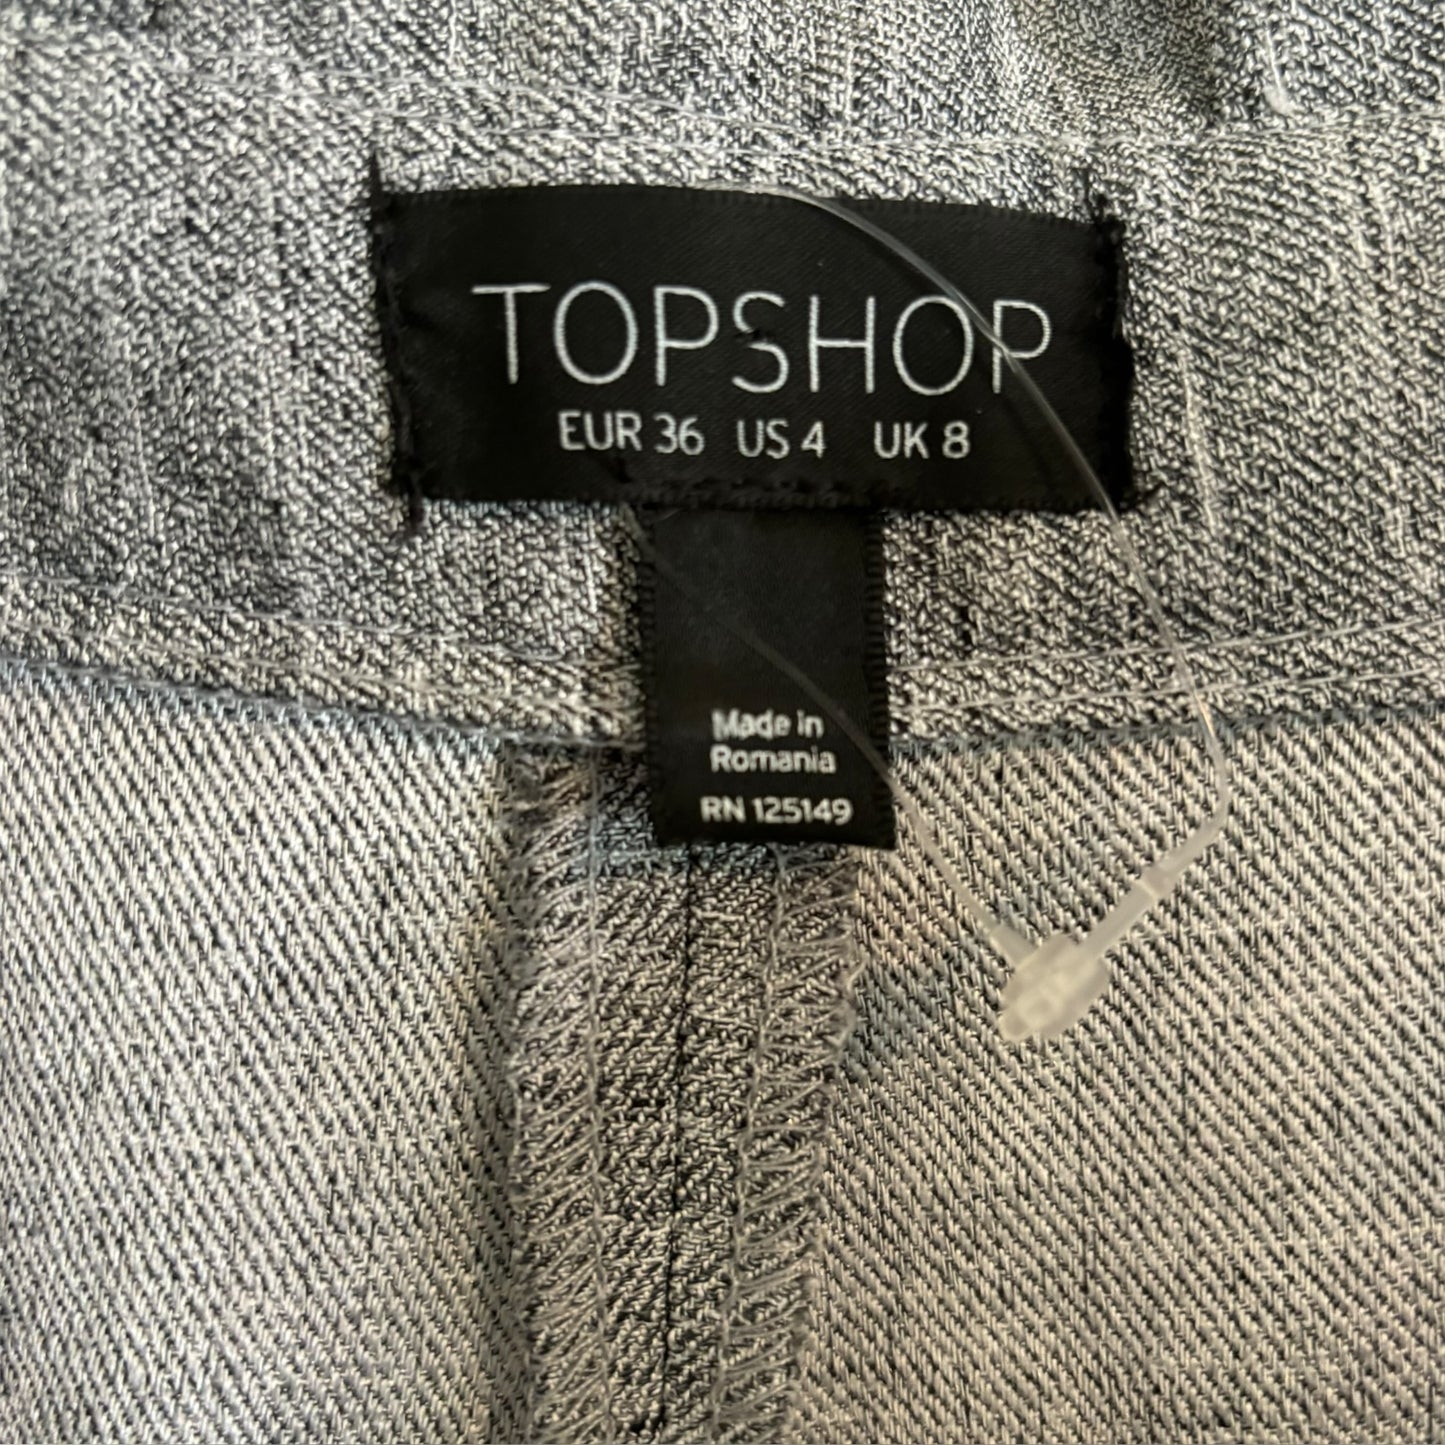 TOPSHOP
EUR 36 US 4 UK 8
Made in
Romania
RN 125149